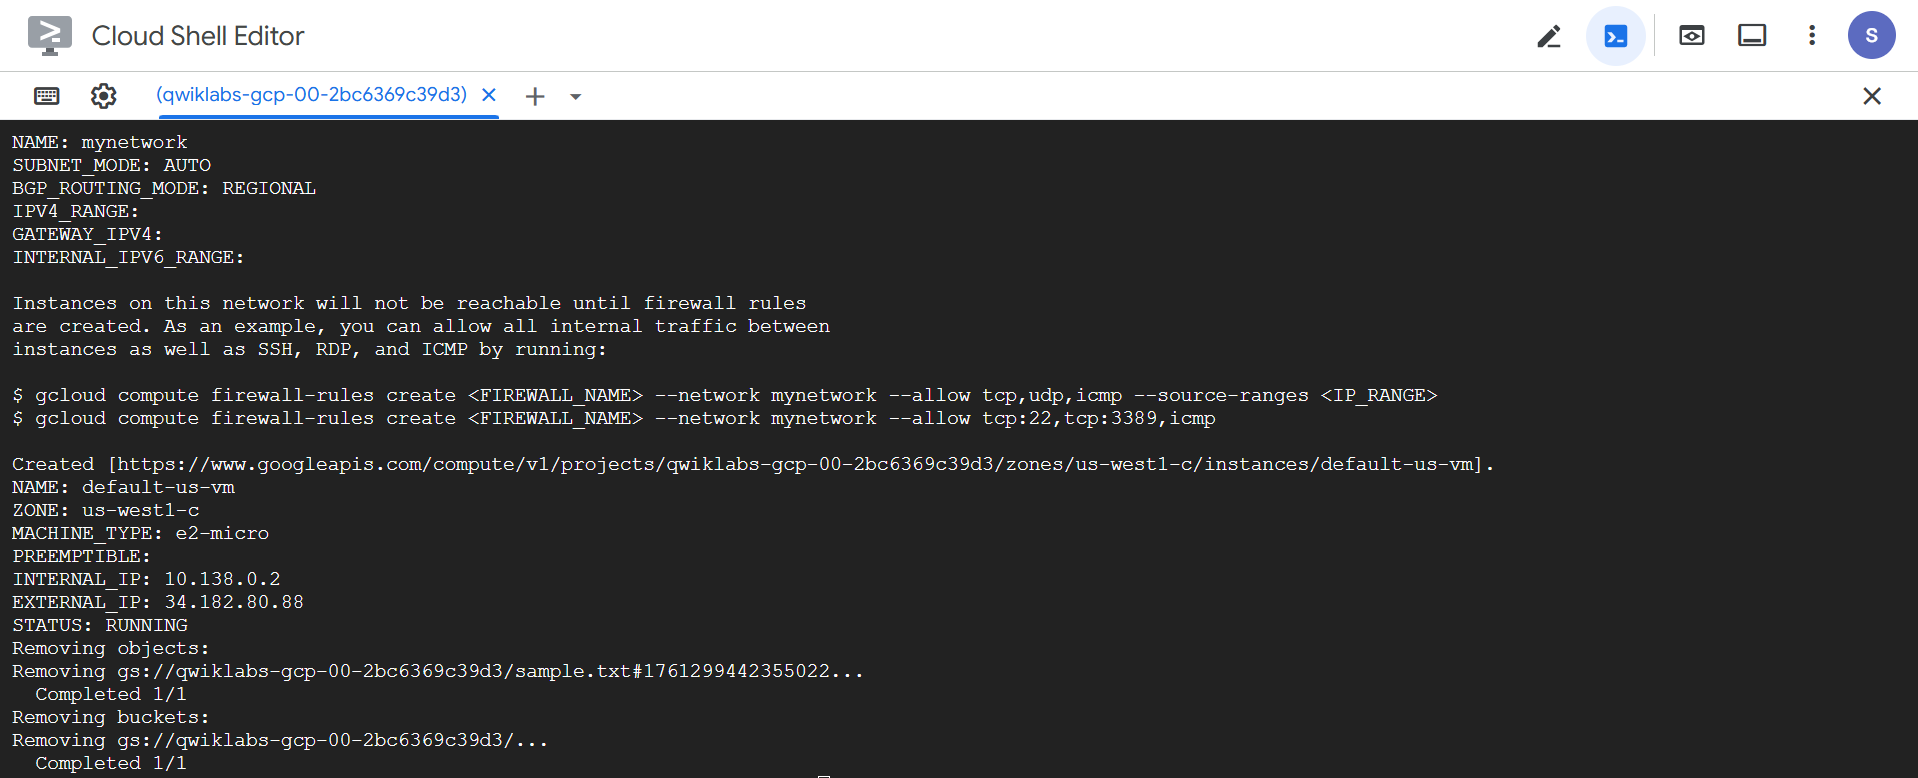 Cloud Shell Editor
S
(qwiklabs-gcp-00-2bc6369c39d3)
NAME: mynetwork
SUBNET_MODE: AUTO
BGP_ROUTING_MODE: REGIONAL
IPV4_RANGE:
GATEWAY_IPV4:
INTERNAL_IPV6_RANGE:
Instances on this network will not be reachable until firewall rules
are created. As an example, you can allow all internal traffic between
instances as well as SSH, RDP, and ICMP by running:
$ gcloud compute firewall-rules create <FIREWALL_NAME> --network mynetwork --allow tcp,udp,icmp --source-ranges <IP_RANGE>
$ gcloud compute firewall-rules create <FIREWALL_NAME> --network mynetwork --allow tcp:22,tcp:3389,icmp
Created [https://www.googleapis.com/compute/v1/projects/qwiklabs-gcp-00-2bc6369c39d3/zones/us-west1-c/instances/default-us-vm].
NAME: default-us-vm
ZONE: us-west1-c
MACHINE_TYPE: e2-micro
PREEMPTIBLE:
INTERNAL_IP: 10.138.0.2
EXTERNAL_IP: 34.182.80.88
STATUS: RUNNING
Removing objects:
Removing gs://qwiklabs-gcp-00-2bc6369c39d3/sample.txt#1761299442355022...
  Completed 1/1
Removing buckets:
Removing gs://qwiklabs-gcp-00-2bc6369c39d3/...
  Completed 1/1